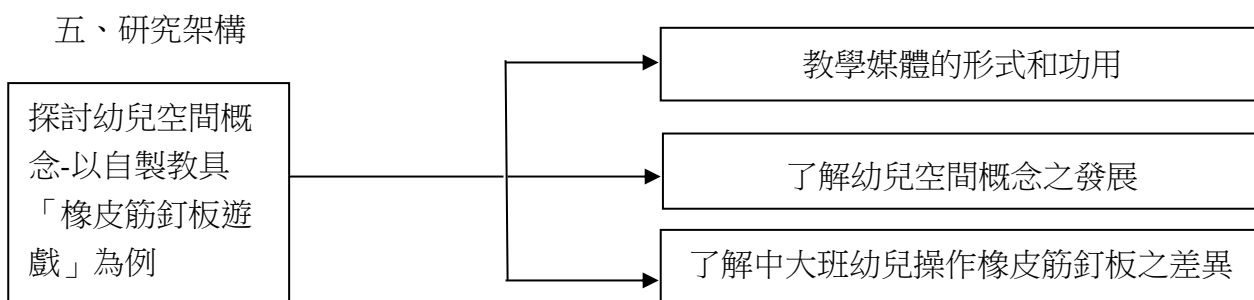 五、研究架構
探討幼兒空間概
念-以自製教具
「橡皮筋釘板遊
戲」為例
教學媒體的形式和功用
了解幼兒空間概念之發展
了解中大班幼兒操作橡皮筋釘板之差異